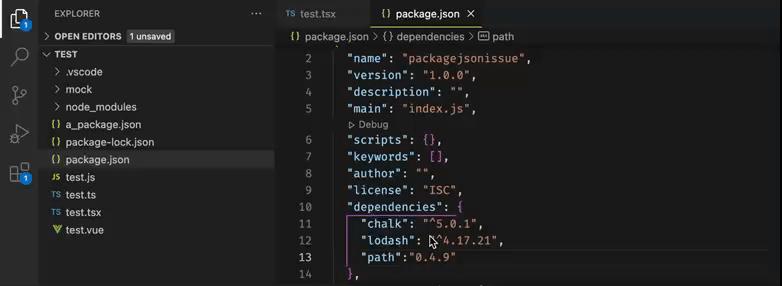 EXPLORER
OPEN EDITORS 1 unsaved
TEST
.vscode
mock
node_modules
{} a_package.json
{} package-lock.json
{} package.json
JS test.js
TS test.ts
TS test.tsx
test.vue
1
1
TS test.tsx
{} package.json
{} package.json > {} dependencies > path
2 "name": "packagejsonissue",
3 "version": "1.0.0",
4 "description": "",
5 "main": "index.js",
Debug
6 "scripts": {},
7 "keywords": [],
8 "author": "",
9 "license": "ISC",
10 "dependencies": {
11 "chalk": "^5.0.1",
12 "lodash": "^4.17.21",
13 "path":"0.4.9"
14 },